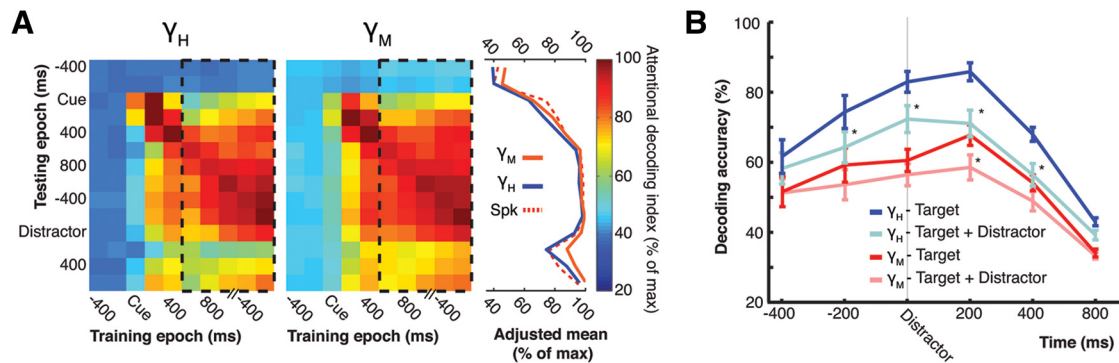 A
γH
γM
Testing epoch (ms)
-400
Cue
400
800
-400
Distractor
400
-400
Cue
400
800
-400
Training epoch (ms)
-400
Cue
400
800
-400
Training epoch (ms)
40
60
80
100
γM
γH
Spk
40
60
80
100
Adjusted mean
(% of max)
100
90
80
70
60
50
40
30
20
Attentional decoding index (% of max)
B
Decoding accuracy (%)
100
80
60
40
20
* * * * *
γH - Target
γH - Target + Distractor
γM - Target
γM - Target + Distractor
-400
-200
Distractor
200
400
800
Time (ms)